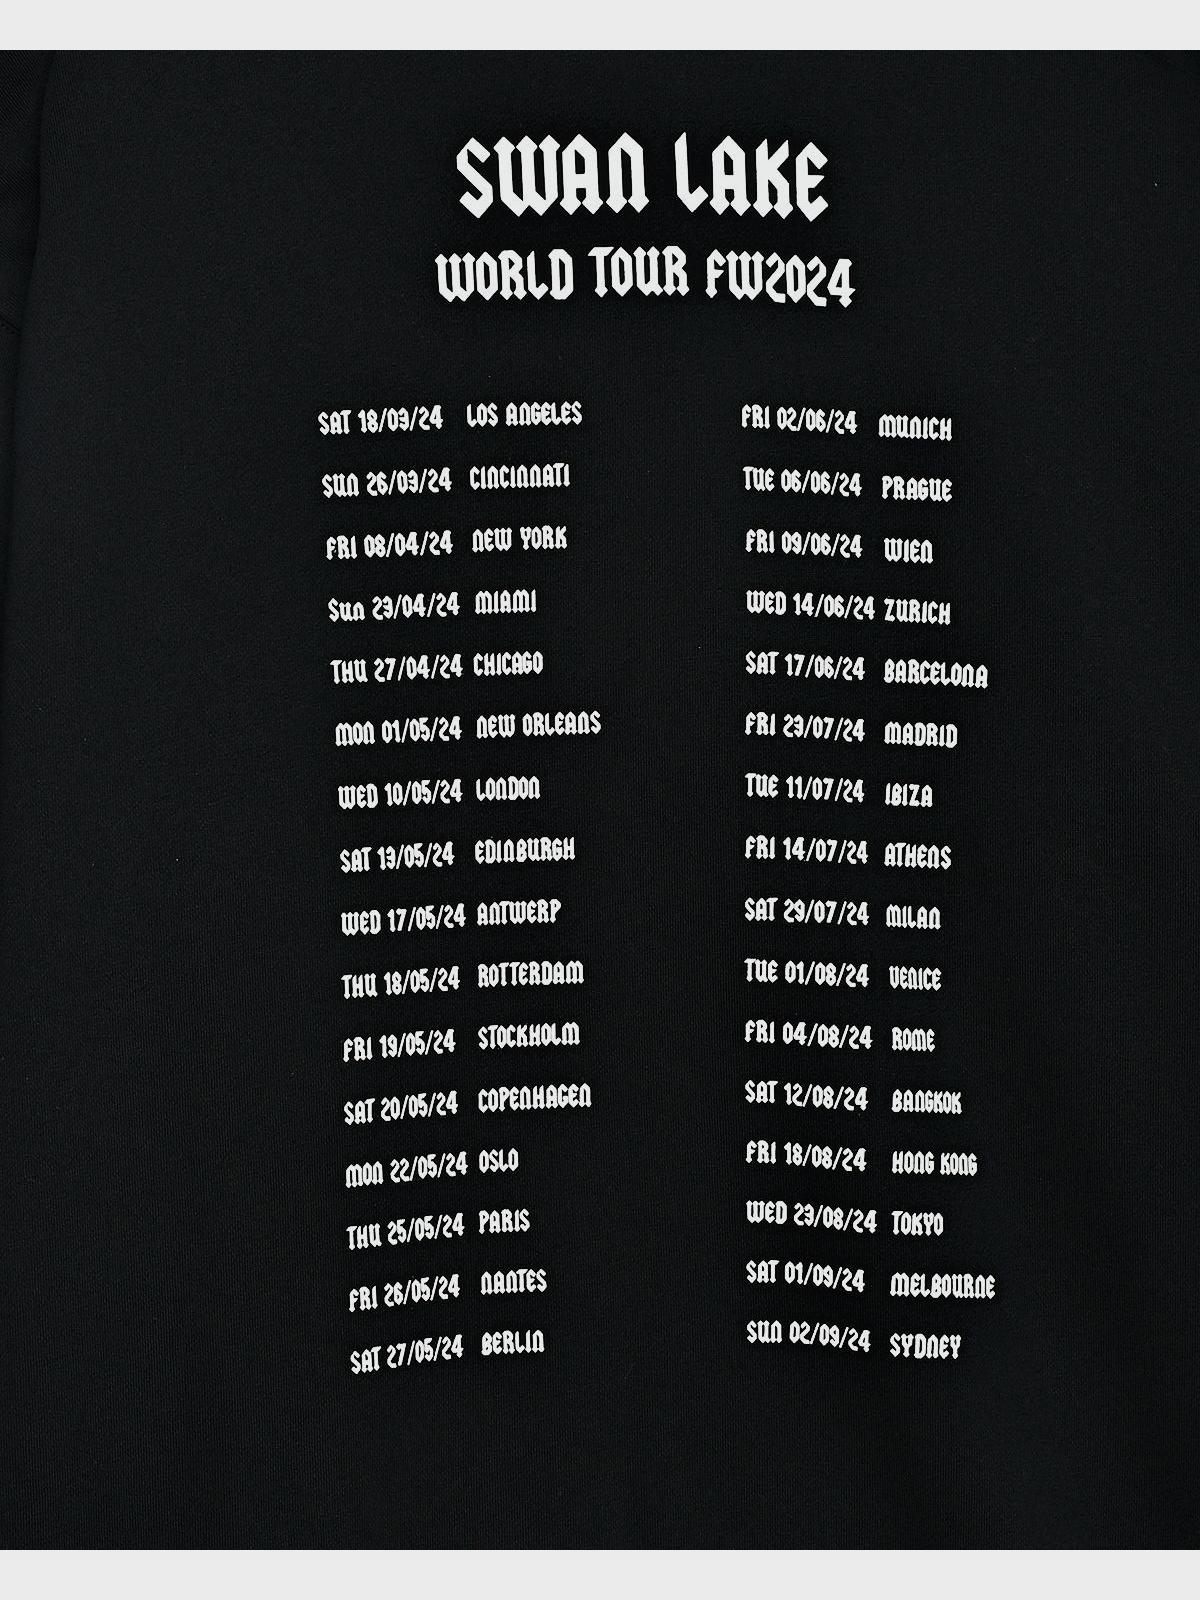 SWAN LAKE
WORLD TOUR FW2024
SAT 18/03/24 LOS ANGELES
SUN 26/03/24 CINCINNATI
FRI 08/04/24 NEW YORK
Sun 23/04/24 MIAMI
THU 27/04/24 CHICAGO
MON 01/05/24 NEW ORLEANS
WED 10/05/24 LONDON
SAT 13/05/24 EDINBURGH
WED 17/05/24 ANTWERP
THU 18/05/24 ROTTERDAM
FRI 19/05/24 STOCKHOLM
SAT 20/05/24 COPENHAGEN
MON 22/05/24 OSLO
THU 25/05/24 PARIS
FRI 26/05/24 NANTES
SAT 27/05/24 BERLIN
FRI 02/06/24 MUNICH
TUE 06/06/24 PRAGUE
FRI 09/06/24 WIEN
WED 14/06/24 ZURICH
SAT 17/06/24 BARCELONA
FRI 23/07/24 MADRID
TUE 11/07/24 IBIZA
FRI 14/07/24 ATHENS
SAT 29/07/24 MILAN
TUE 01/08/24 VENICE
FRI 04/08/24 ROME
SAT 12/08/24 BANGKOK
FRI 18/08/24 HONG KONG
WED 23/08/24 TOKYO
SAT 01/09/24 MELBOURNE
SUN 02/09/24 SYDNEY